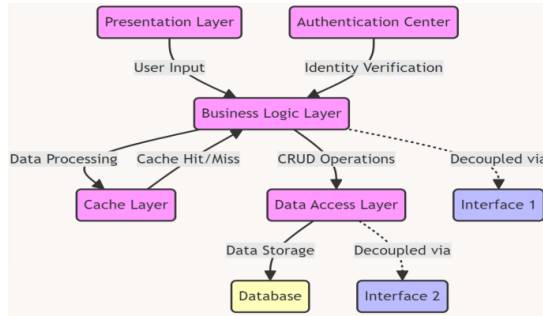 Presentation Layer
Authentication Center
User Input
Identity Verification
Business Logic Layer
Data Processing
Cache Hit/Miss
CRUD Operations
Decoupled via
Cache Layer
Data Access Layer
Interface 1
Data Storage
Decoupled via
Database
Interface 2